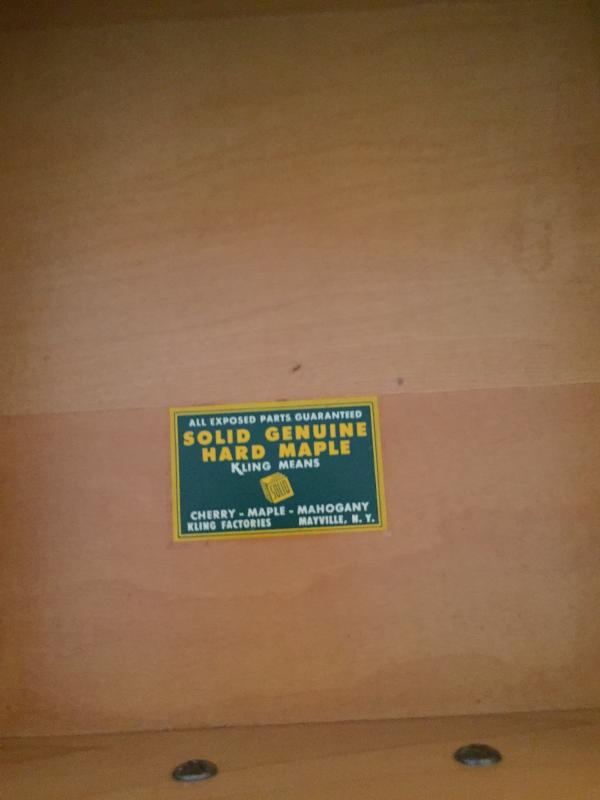 ALL EXPOSED PARTS GUARANTEED
SOLID GENUINE
HARD MAPLE
KLING MEANS
SOLID
CHERRY - MAPLE - MAHOGANY
KLING FACTORIES MAYVILLE, N. Y.